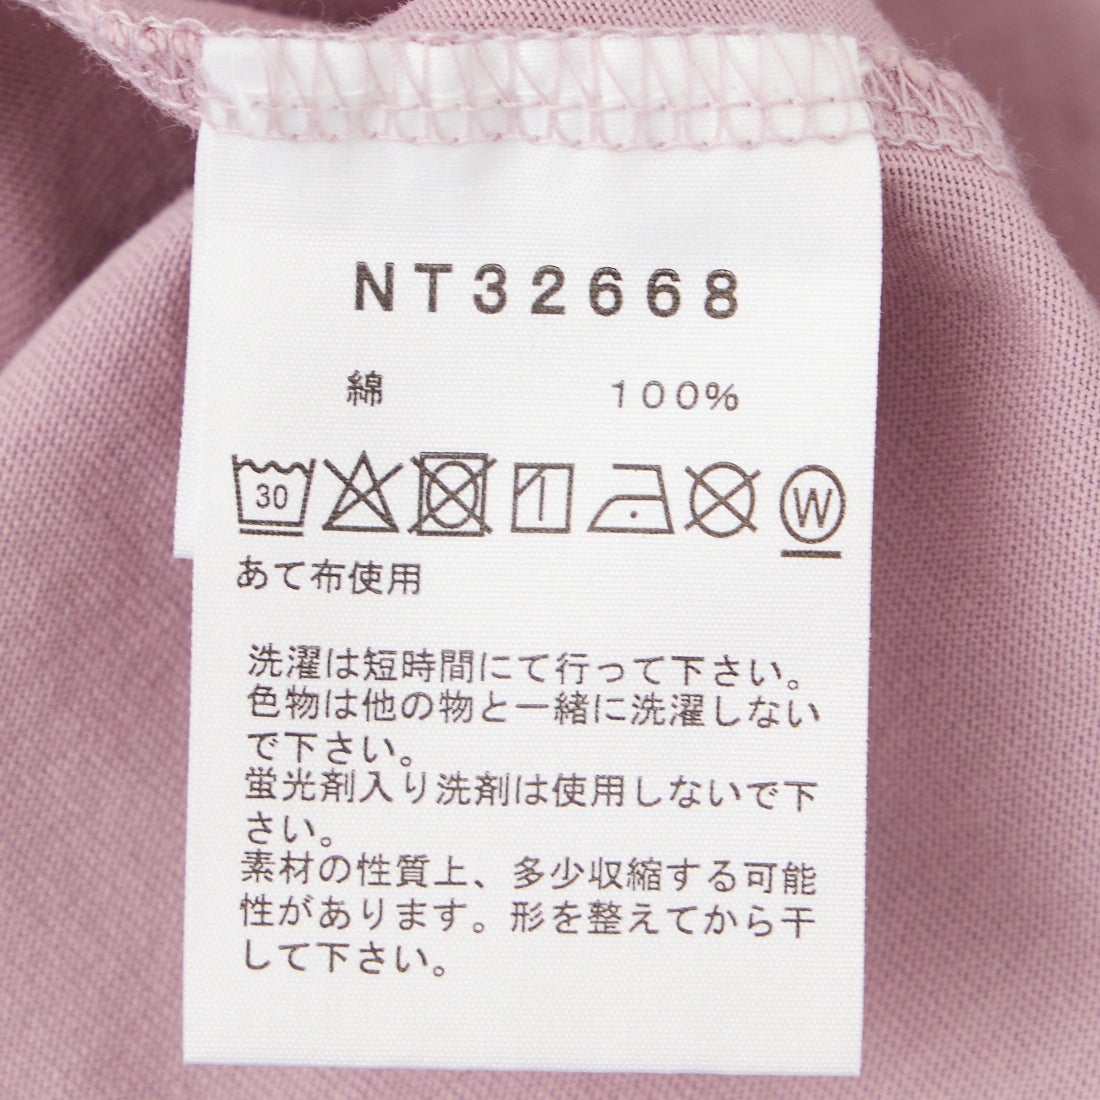 NT32668
綿 100%
30 W
あて布使用
洗濯は短時間にて行って下さい。
色物は他の物と一緒に洗濯しない
で下さい。
蛍光剤入り洗剤は使用しないで下
さい。
素材の性質上、多少収縮する可能
性があります。形を整えてから干
して下さい。